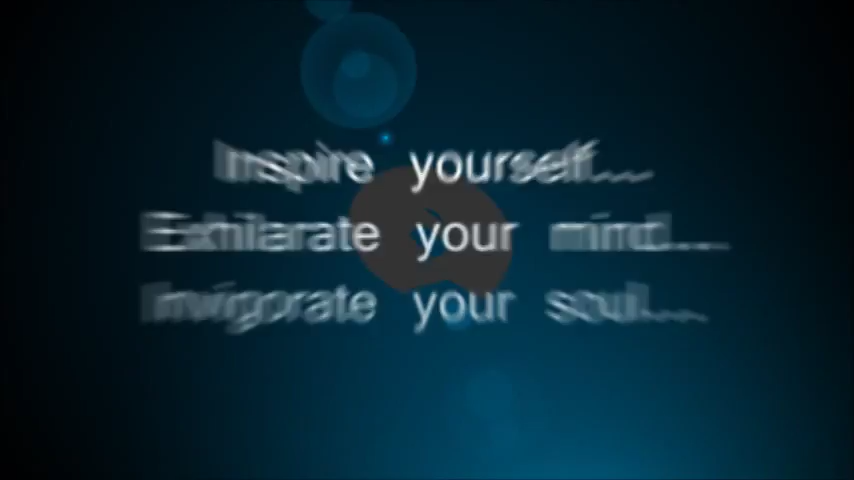 Inspire yourself....
Exhilarate your mind....
Invigorate your soul....